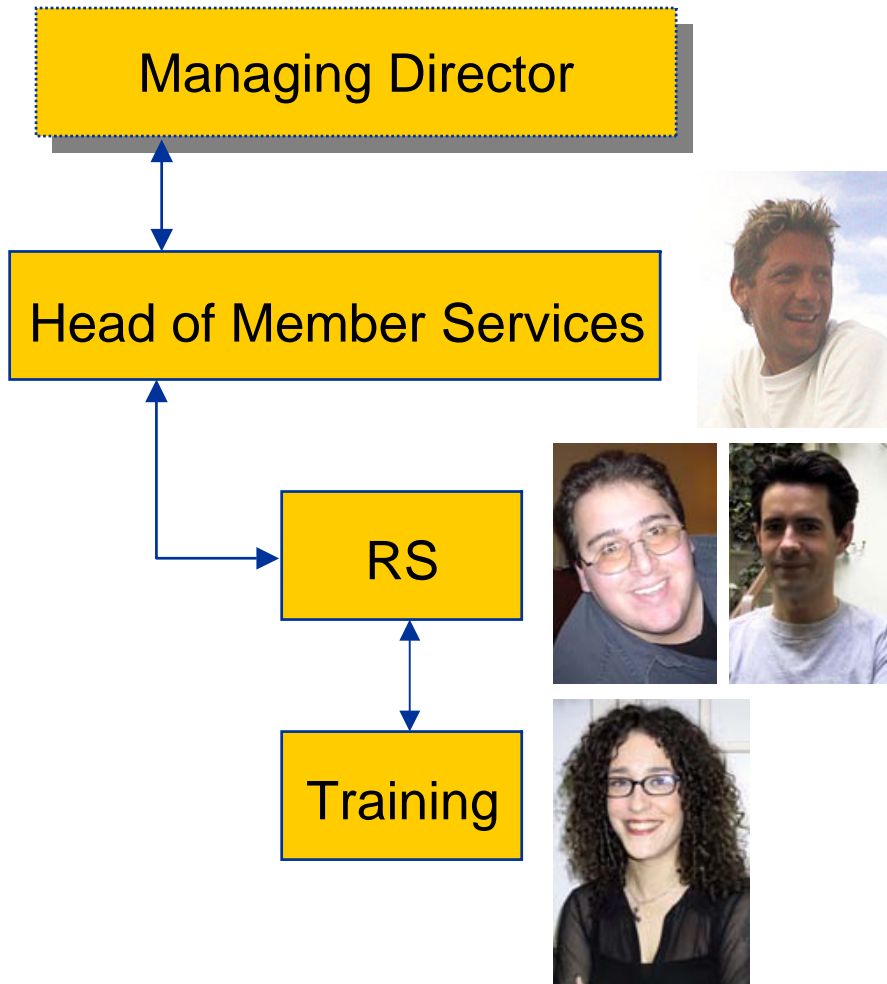 Managing Director
Head of Member Services
RS
Training